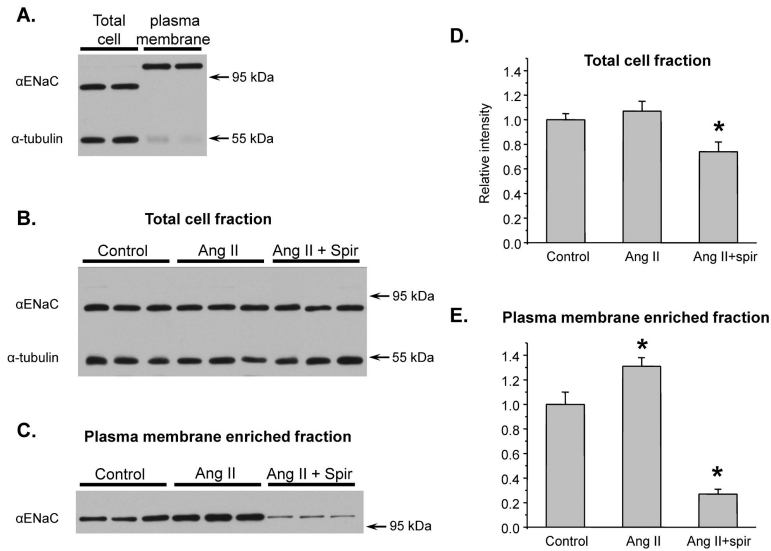 A.
Total cell
plasma membrane
αENaC
95 kDa
α-tubulin
55 kDa
B.
Total cell fraction
Control
Ang II
Ang II + Spir
αENaC
95 kDa
α-tubulin
55 kDa
C.
Plasma membrane enriched fraction
Control
Ang II
Ang II + Spir
αENaC
95 kDa
D.
Total cell fraction
Relative intensity
1.4
1.2
1.0
0.8
0.6
0.4
0.2
0.0
*
Control
Ang II
Ang II+spir
E.
Plasma membrane enriched fraction
1.4
1.2
1.0
0.8
0.6
0.4
0.2
0.0
*
*
Control
Ang II
Ang II+spir